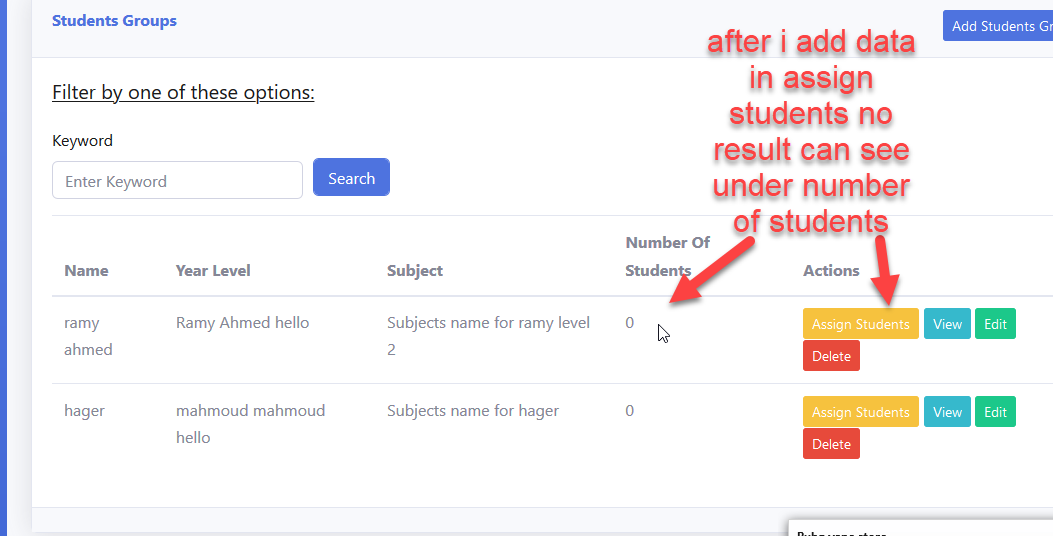 Students Groups
Add Students Gr
after i add data
in assign
students no
result can see
under number
of students
Filter by one of these options:
Keyword
Enter Keyword
Search
Name Year Level Subject Number Of Students Actions
ramy ahmed
Ramy Ahmed hello
Subjects name for ramy level 2
0
Assign Students View Edit
Delete
hager
mahmoud mahmoud hello
Subjects name for hager
0
Assign Students View Edit
Delete